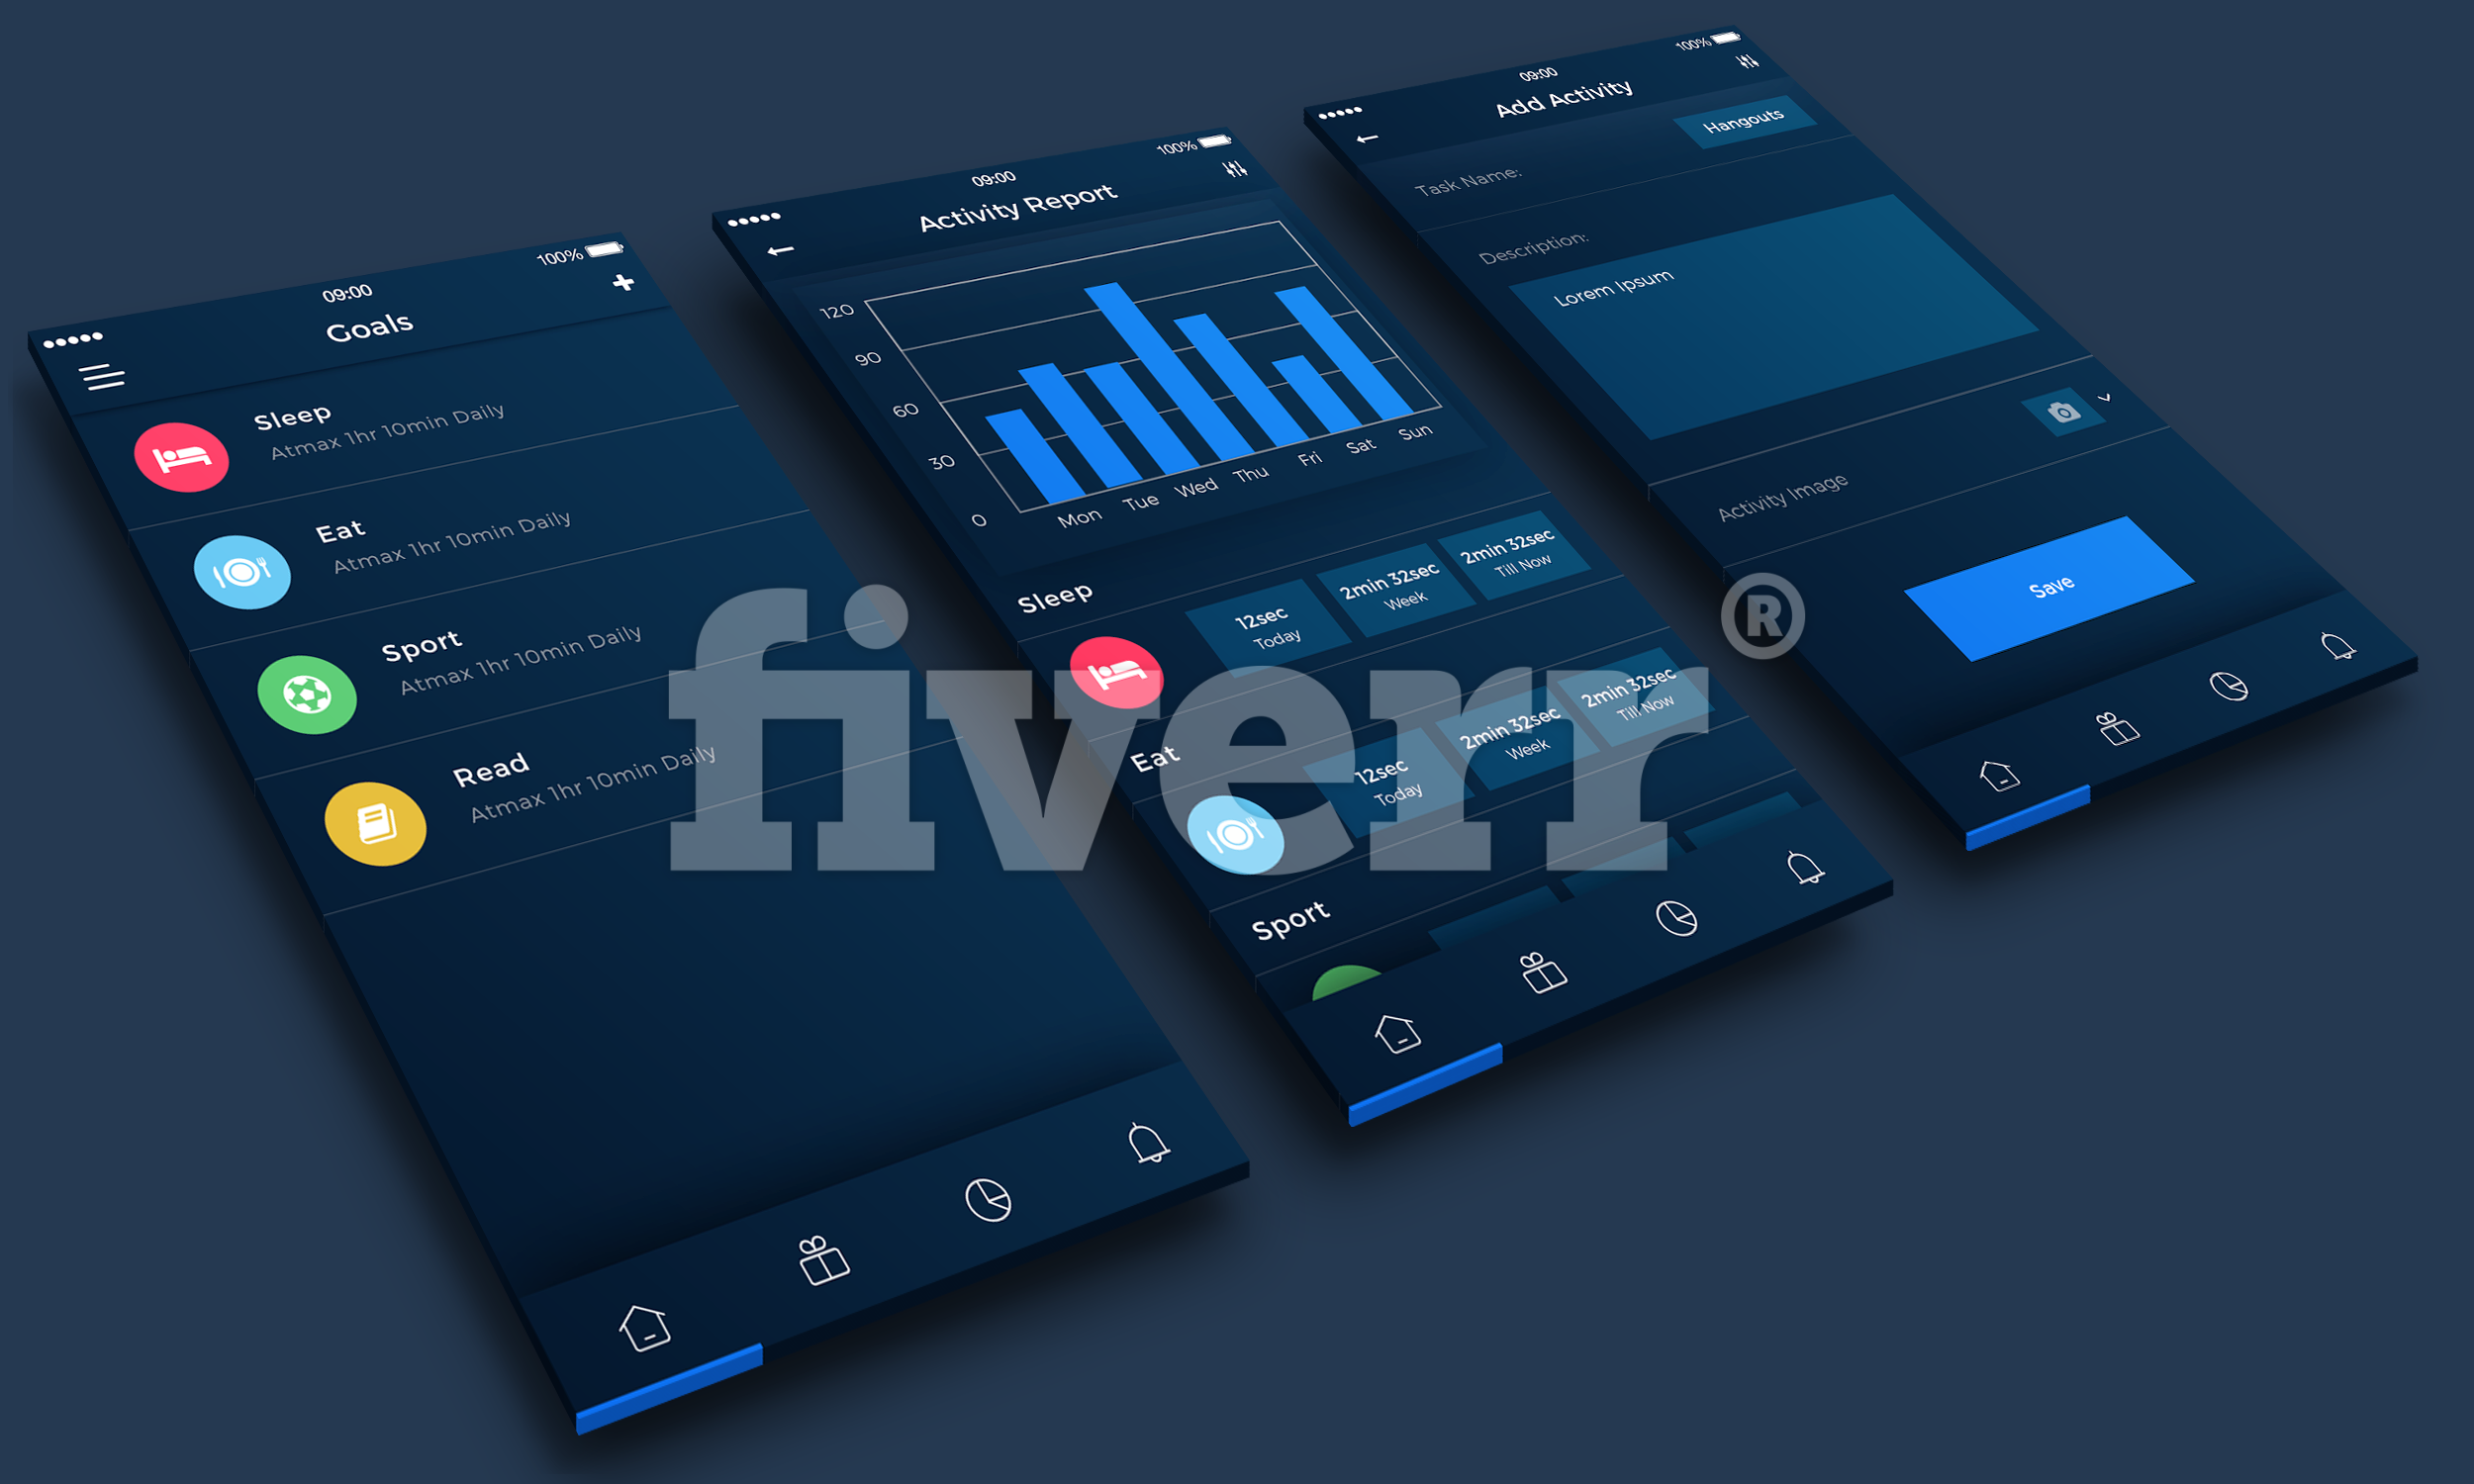 09:00
100%
Goals
Sleep
Atmax 1hr 10min Daily
Eat
Atmax 1hr 10min Daily
Sport
Atmax 1hr 10min Daily
Read
Atmax 1hr 10min Daily
09:00
100%
Activity Report
120
90
60
30
0
Mon Tue Wed Thu Fri Sat Sun
Sleep
12sec
Today
2min 32sec
Week
2min 32sec
Till Now
Eat
12sec
Today
2min 32sec
Week
2min 32sec
Till Now
Sport
09:00
100%
Add Activity
Task Name:
Hangouts
Description:
Lorem Ipsum
Activity Image
Save
fiverr®